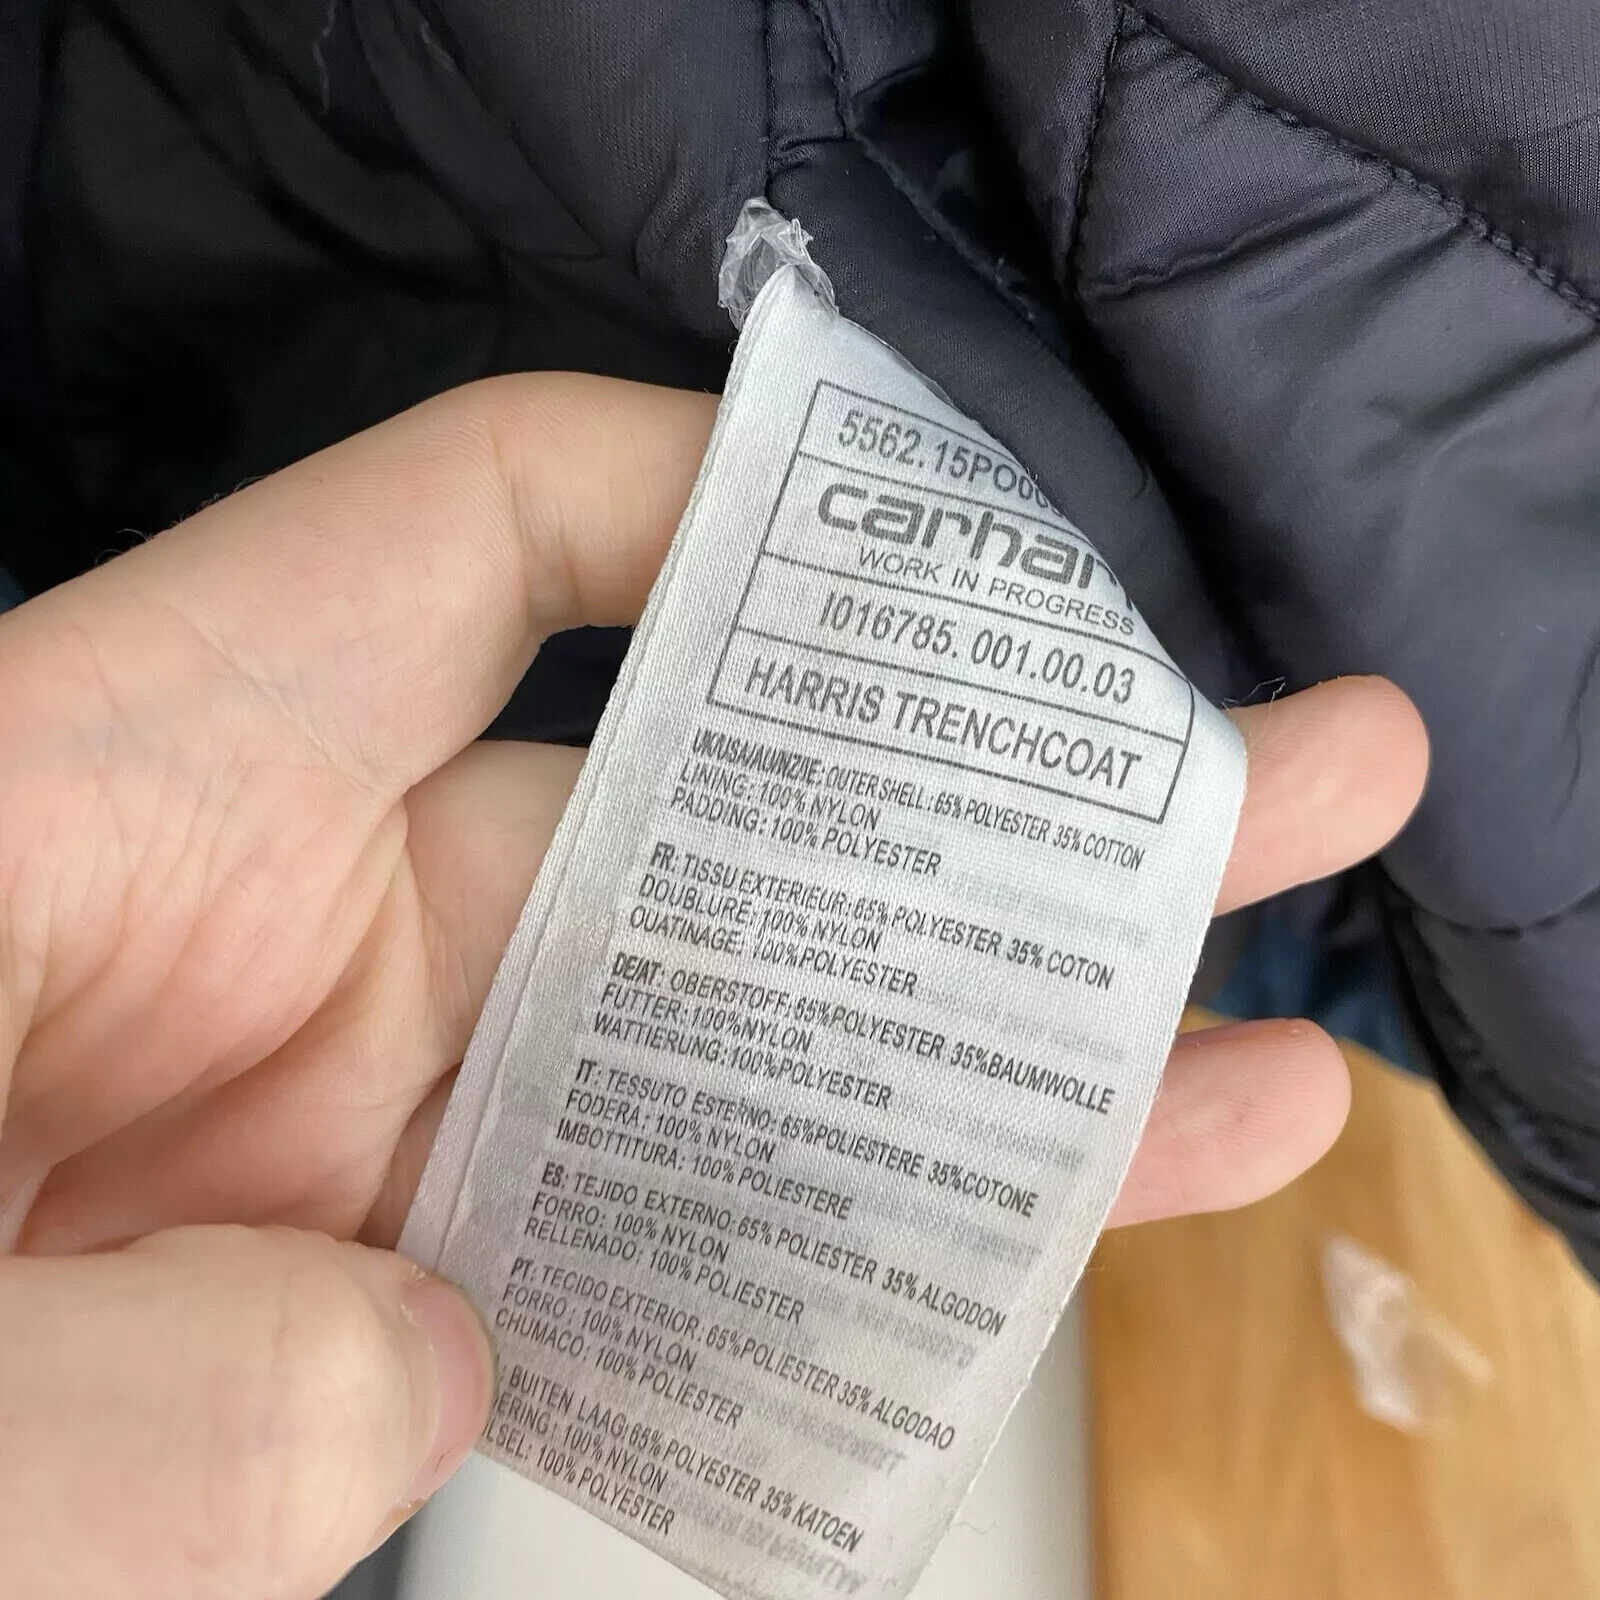 carhar
WORK IN PROGRESS
I016785. 001.00.03
HARRIS TRENCHCOAT
UK/USA/AU/NZ/IE: OUTER SHELL: 65% POLYESTER 35% COTTON
LINING: 100% NYLON
PADDING: 100% POLYESTER
FR: TISSU EXTERIEUR: 65% POLYESTER 35% COTON
DOUBLURE: 100% NYLON
OUATINAGE: 100% POLYESTER
DE/AT: OBERSTOFF: 65%POLYESTER 35%BAUMWOLLE
FUTTER: 100%NYLON
WATTIERUNG: 100%POLYESTER
IT: TESSUTO ESTERNO: 65%POLIESTERE 35%COTONE
FODERA: 100% NYLON
IMBOTTITURA: 100% POLIESTERE
ES: TEJIDO EXTERNO: 65% POLIESTER 35% ALGODON
FORRO: 100% NYLON
RELLENADO: 100% POLIESTER
PT: TECIDO EXTERIOR: 65%POLIESTER 35% ALGODAO
FORRO: 100% NYLON
CHUMACO: 100% POLIESTER
BUITEN LAAG: 65% POLYESTER 35% KATOEN
ERING: 100% NYLON
LSEL: 100% POLYESTER